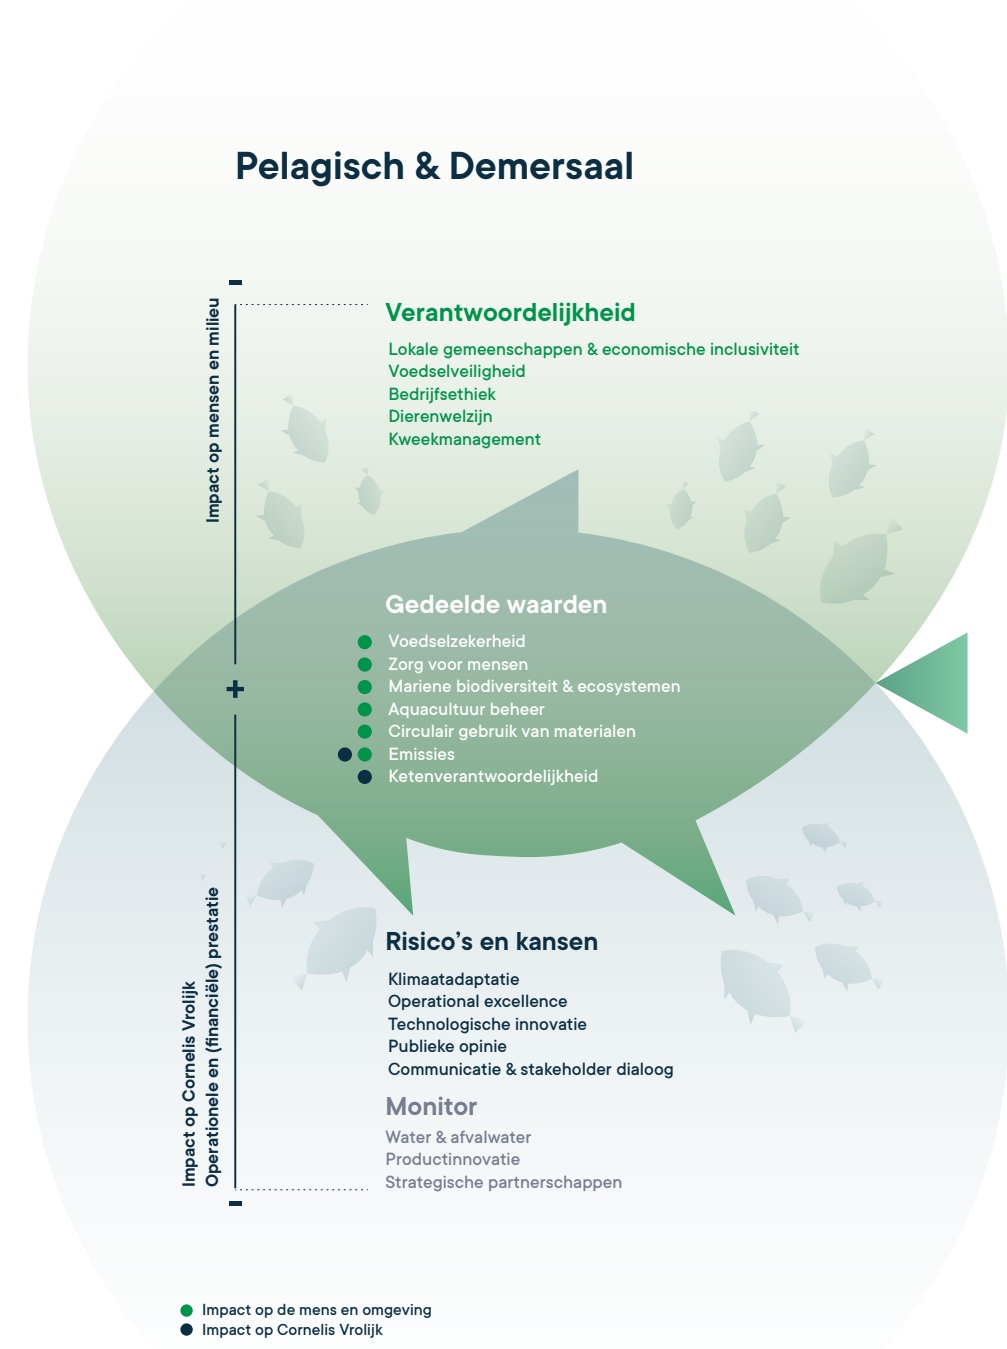 Pelagisch & Demersaal
-
Impact op mensen en milieu
Verantwoordelijkheid
Lokale gemeenschappen & economische inclusiviteit
Voedselveiligheid
Bedrijfsethiek
Dierenwelzijn
Kweekmanagement
+
Gedeelde waarden
Voedselzekerheid
Zorg voor mensen
Mariene biodiversiteit & ecosystemen
Aquacultuur beheer
Circulair gebruik van materialen
Emissies
Ketenverantwoordelijkheid
Impact op Cornelis Vrolijk
Operationele en (financiële) prestatie
Risico’s en kansen
Klimaatadaptatie
Operational excellence
Technologische innovatie
Publieke opinie
Communicatie & stakeholder dialoog
Monitor
Water & afvalwater
Productinnovatie
Strategische partnerschappen
-
Impact op de mens en omgeving
Impact op Cornelis Vrolijk